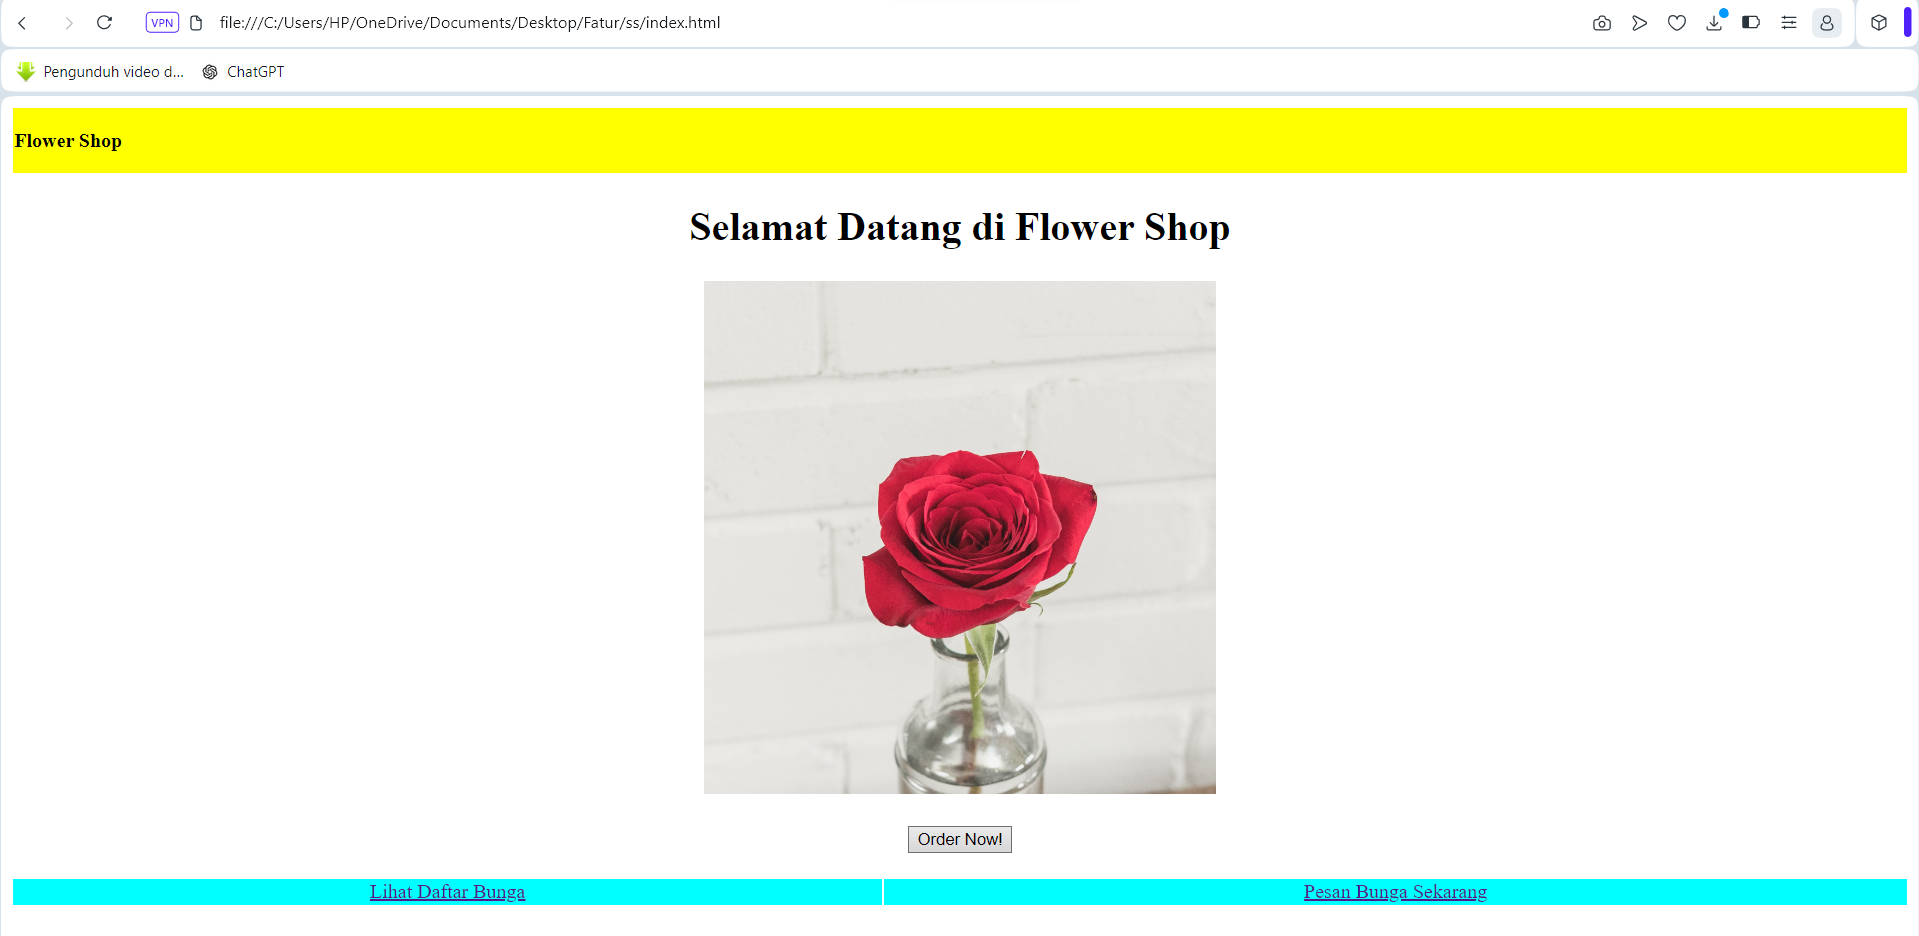 VPN file:///C:/Users/HP/OneDrive/Documents/Desktop/Fatur/ss/index.html
Pengunduh video d... ChatGPT
Flower Shop
Selamat Datang di Flower Shop
Order Now!
Lihat Daftar Bunga Pesan Bunga Sekarang